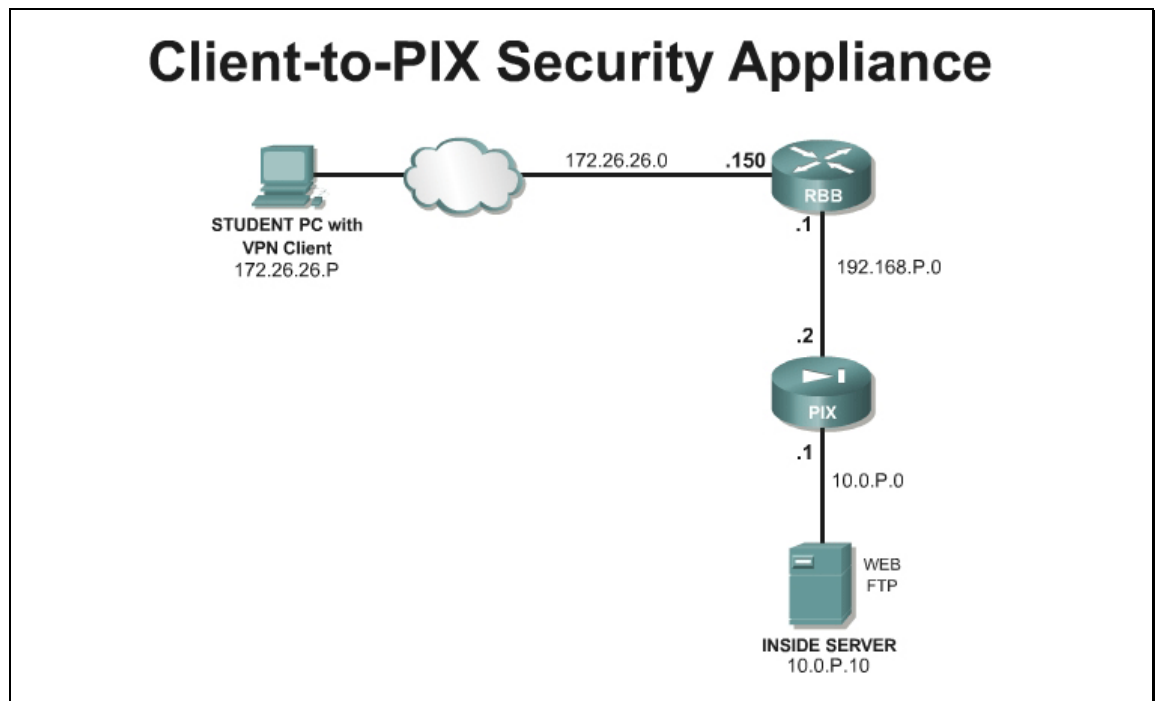 Client-to-PIX Security Appliance
172.26.26.0
.150
RBB
STUDENT PC with
VPN Client
172.26.26.P
.1
192.168.P.0
.2
PIX
.1
10.0.P.0
WEB
FTP
INSIDE SERVER
10.0.P.10